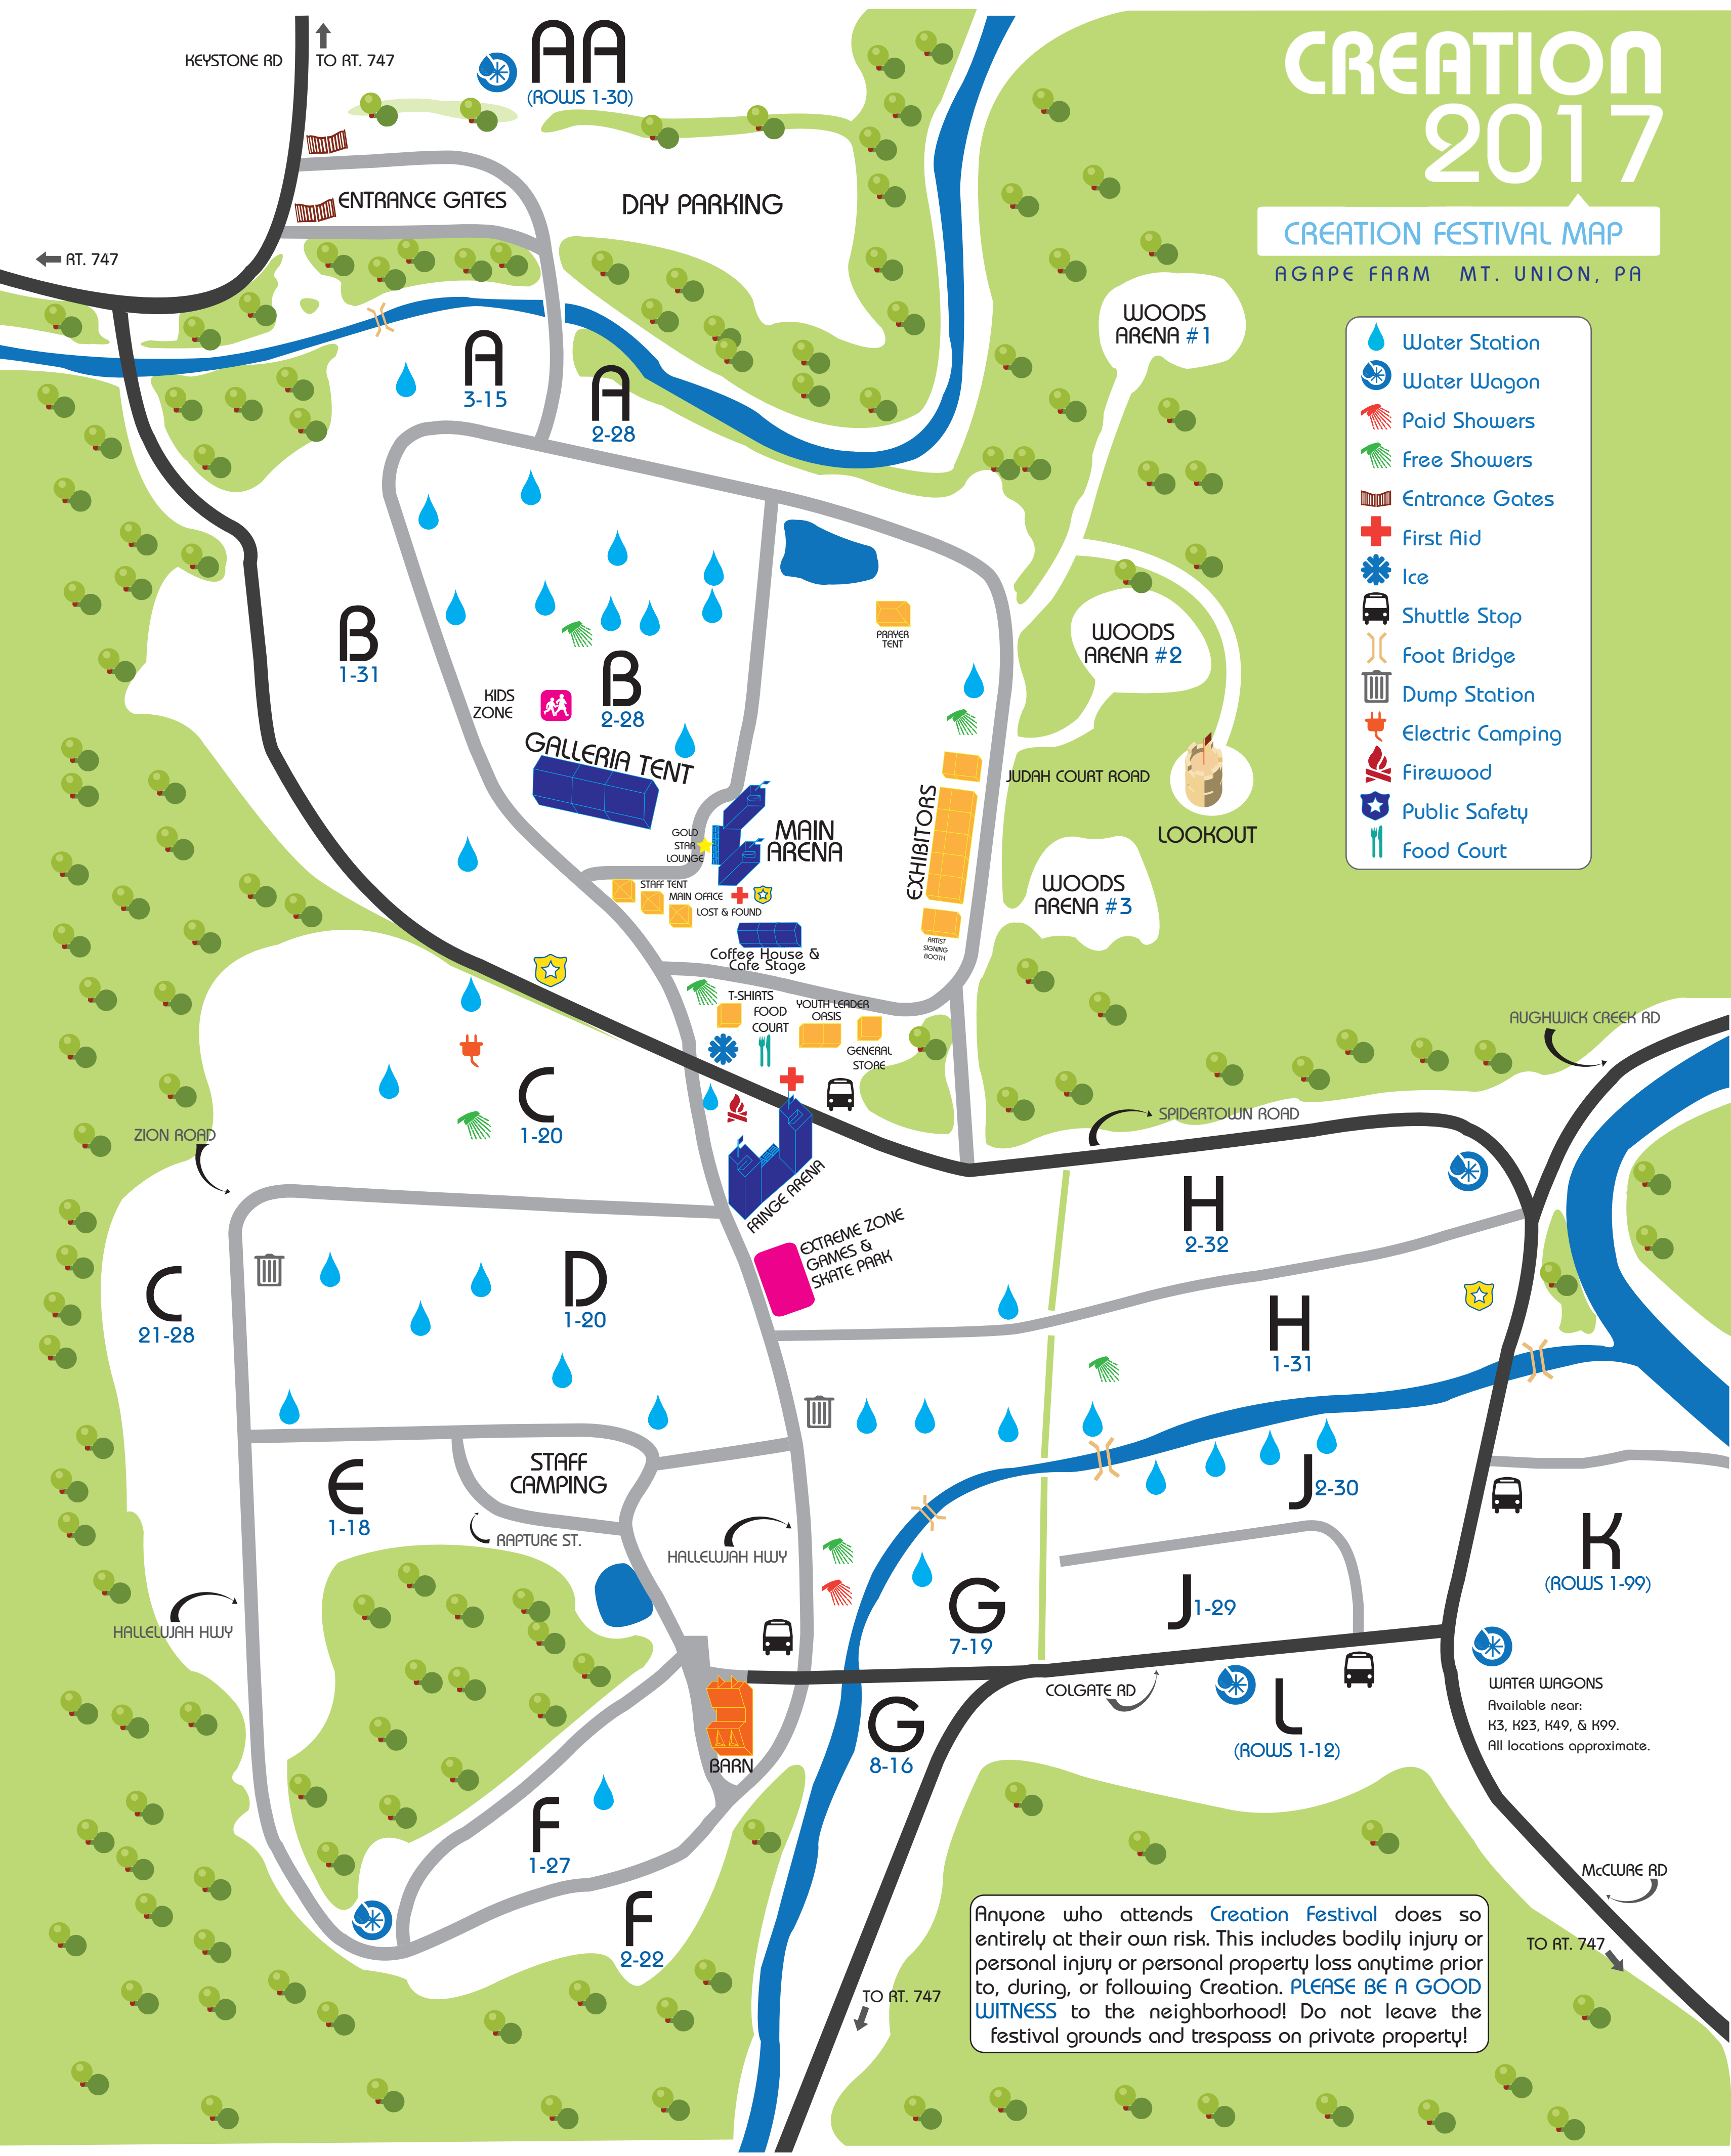 KEYSTONE RD
TO RT. 747
AA
(ROWS 1-30)
CREATION
2017
CREATION FESTIVAL MAP
AGAPE FARM MT. UNION, PA
ENTRANCE GATES
DAY PARKING
RT. 747
WOODS
ARENA #1
Water Station
Water Wagon
Paid Showers
Free Showers
Entrance Gates
First Aid
Ice
Shuttle Stop
Foot Bridge
Dump Station
Electric Camping
Firewood
Public Safety
Food Court
A
3-15
A
2-28
B
1-31
B
2-28
KIDS
ZONE
GALLERIA TENT
PRAYER
TENT
WOODS
ARENA #2
JUDAH COURT ROAD
LOOKOUT
GOLD
STAR
LOUNGE
MAIN
ARENA
EXHIBITORS
WOODS
ARENA #3
STAFF TENT
MAIN OFFICE
LOST & FOUND
Coffee House &
Cafe Stage
ARTIST
SIGNING
BOOTH
T-SHIRTS
FOOD
COURT
YOUTH LEADER
OASIS
GENERAL
STORE
AUGHWICK CREEK RD
SPIDERTOWN ROAD
C
1-20
ZION ROAD
FRINGE ARENA
EXTREME ZONE
GAMES &
SKATE PARK
H
2-32
C
21-28
D
1-20
H
1-31
STAFF
CAMPING
E
1-18
RAPTURE ST.
HALLELUJAH HWY
J 2-30
K
(ROWS 1-99)
HALLELUJAH HWY
G
7-19
J 1-29
COLGATE RD
WATER WAGONS
Available near:
K3, K23, K49, & K99.
All locations approximate.
BARN
G
8-16
L
(ROWS 1-12)
F
1-27
F
2-22
McCLURE RD
TO RT. 747
TO RT. 747
Anyone who attends Creation Festival does so
entirely at their own risk. This includes bodily injury or
personal injury or personal property loss anytime prior
to, during, or following Creation. PLEASE BE A GOOD
WITNESS to the neighborhood! Do not leave the
festival grounds and trespass on private property!